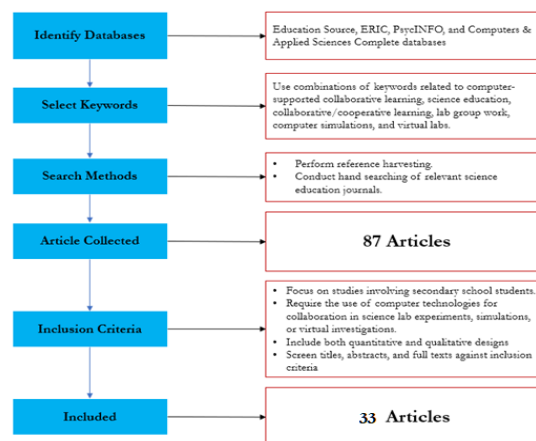 Identify Databases
Education Source, ERIC, PsycINFO, and Computers &
Applied Sciences Complete databases
Select Keywords
Use combinations of keywords related to computer-
supported collaborative learning, science education,
collaborative/cooperative learning, lab group work,
computer simulations, and virtual labs.
Search Methods
• Perform reference harvesting.
• Conduct hand searching of relevant science
education journals.
Article Collected
87 Articles
Inclusion Criteria
• Focus on studies involving secondary school students.
• Require the use of computer technologies for
collaboration in science lab experiments, simulations,
or virtual investigations.
• Include both quantitative and qualitative designs
• Screen titles, abstracts, and full texts against inclusion
criteria
Included
33 Articles